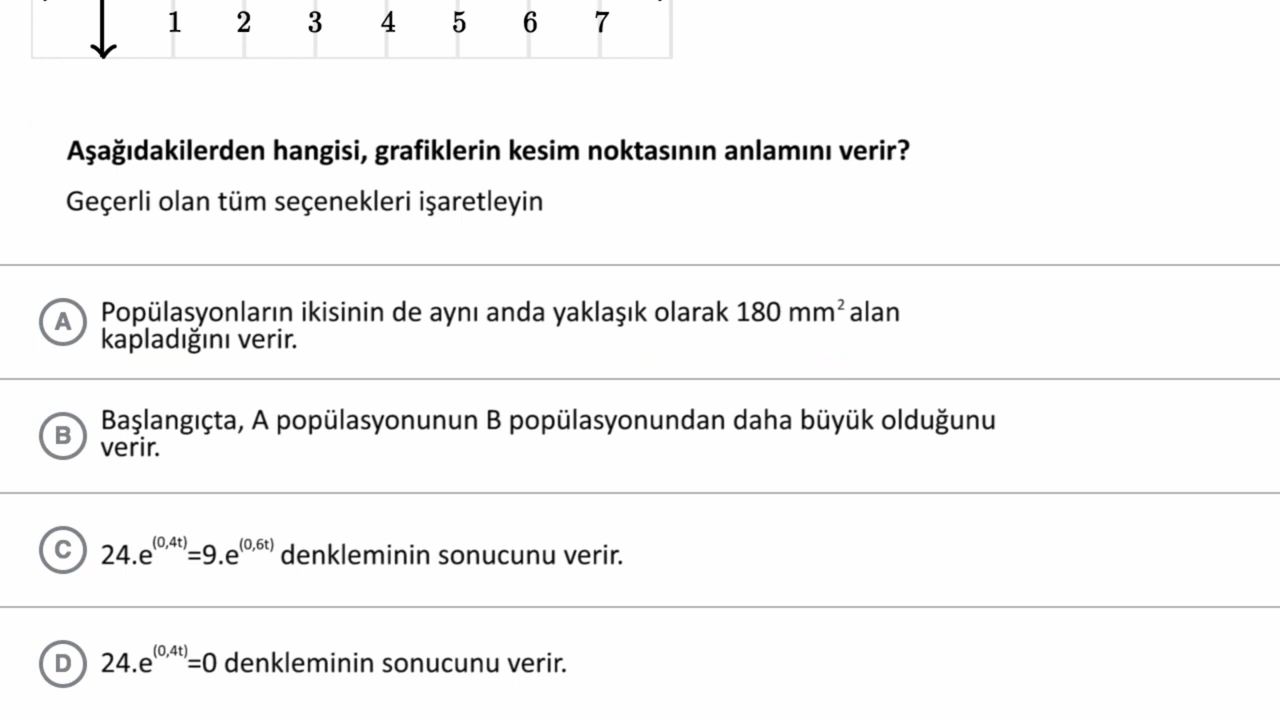 1 2 3 4 5 6 7
Aşağıdakilerden hangisi, grafiklerin kesim noktasının anlamını verir?
Geçerli olan tüm seçenekleri işaretleyin
A Popülasyonların ikisinin de aynı anda yaklaşık olarak 180 mm² alan
kapladığını verir.
B Başlangıçta, A popülasyonunun B popülasyonundan daha büyük olduğunu
verir.
C 24.e^(0,4t)=9.e^(0,6t) denkleminin sonucunu verir.
D 24.e^(0,4t)=0 denkleminin sonucunu verir.